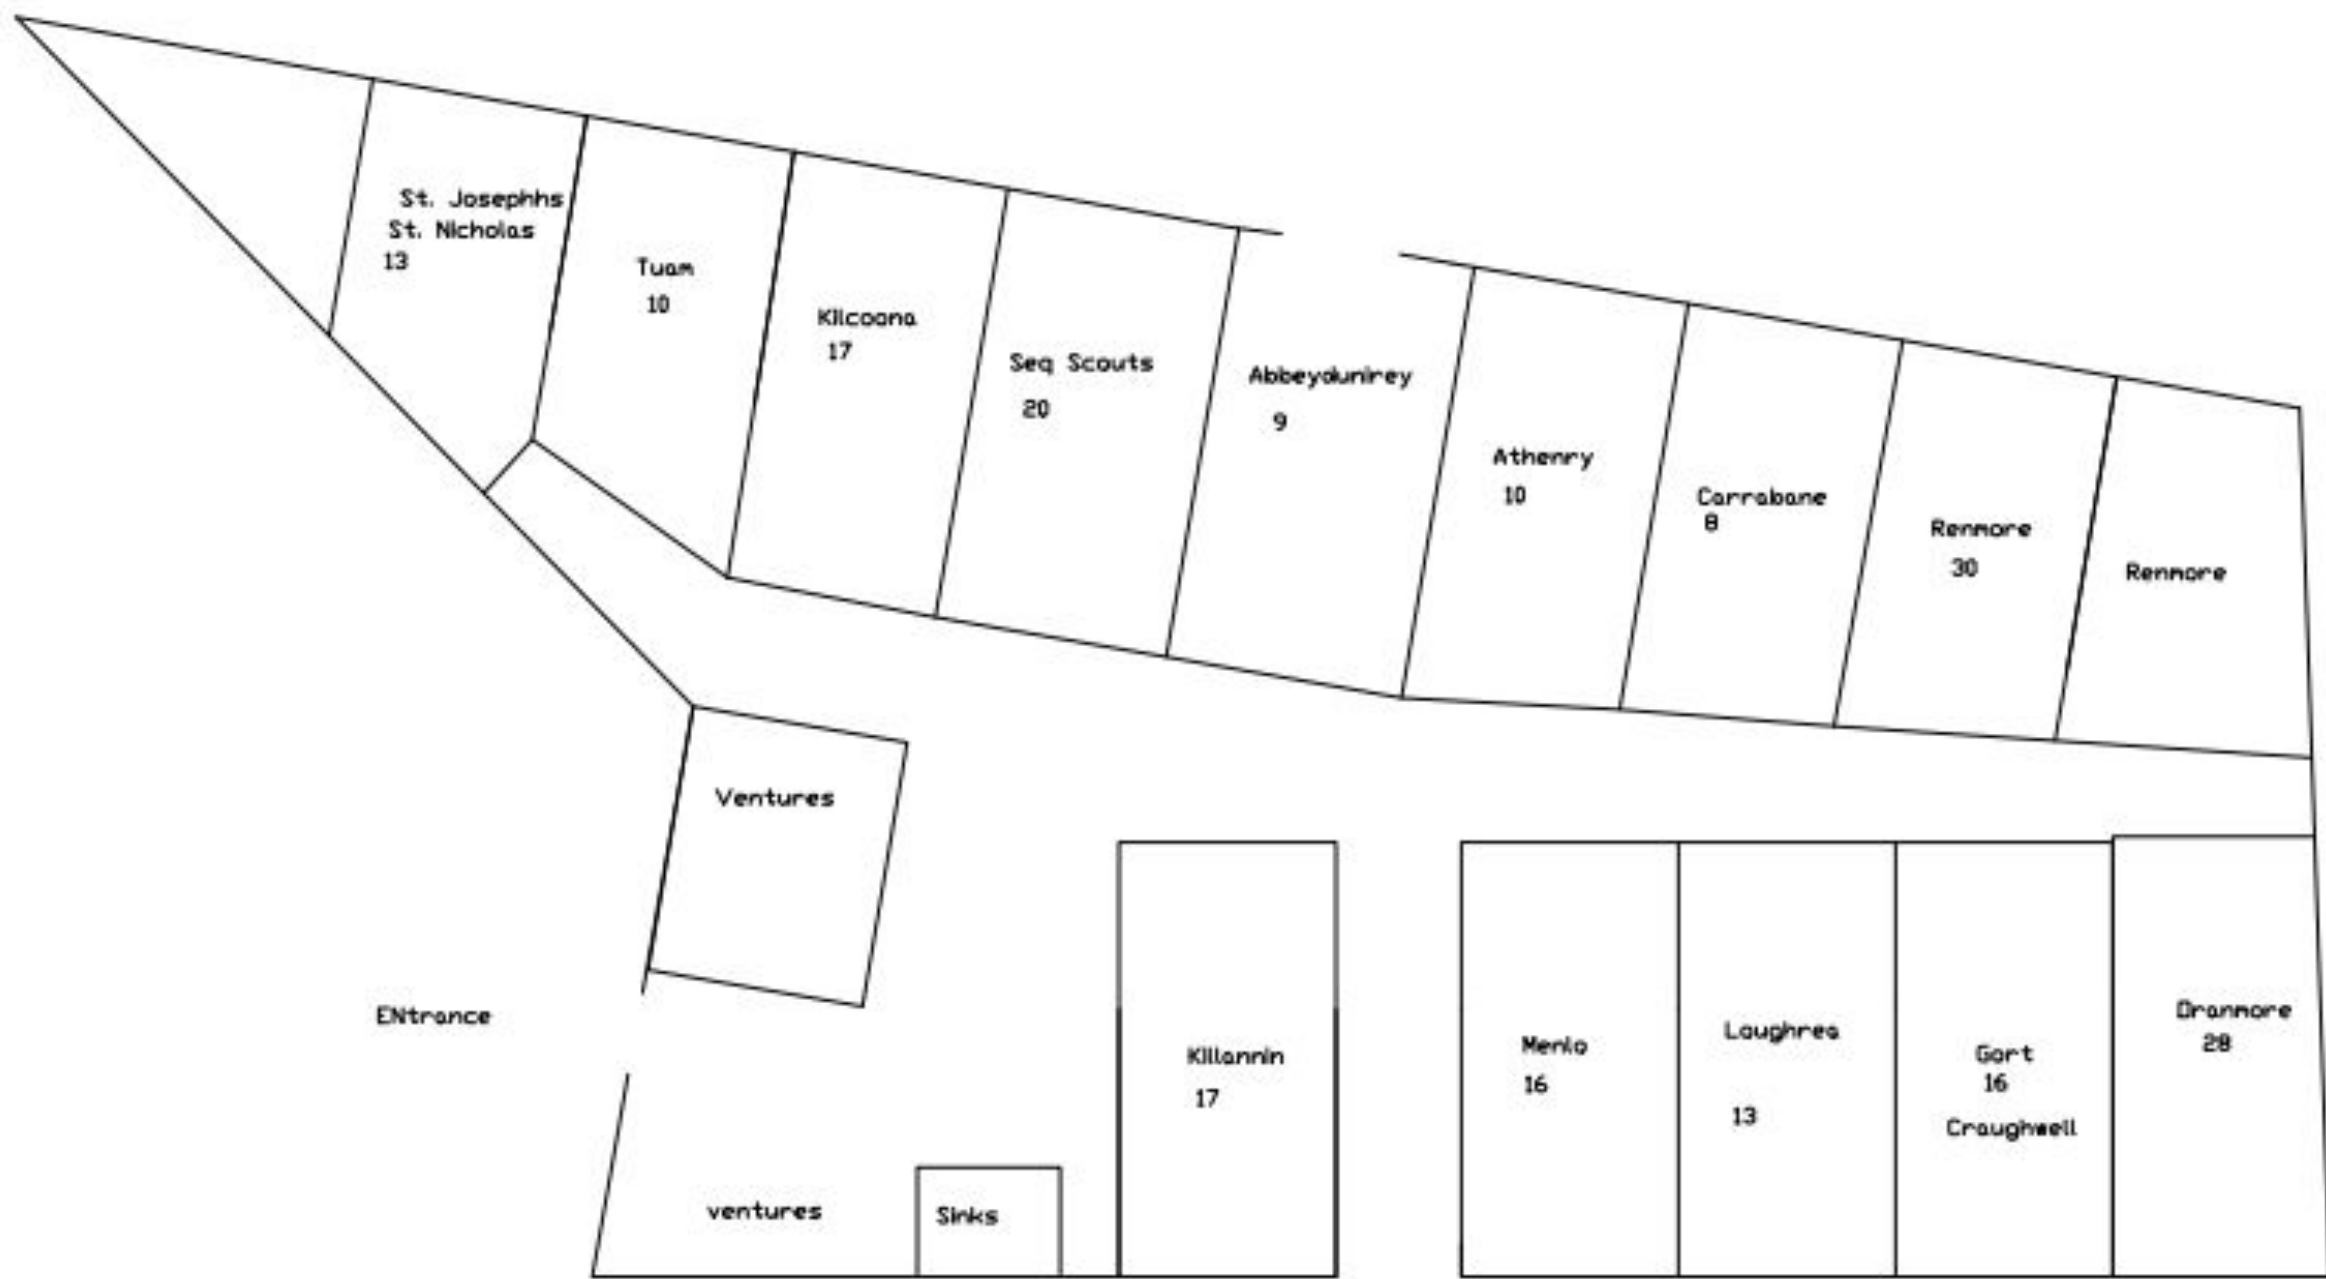 St. Josephhs
St. Nicholas
13
Tuam
10
Kilcoona
17
Seq Scouts
20
Abbeydunirey
9
Athenry
10
Carrabane
8
Renmore
30
Renmore
Ventures
ENtrance
ventures
Sinks
Killannin
17
Menlo
16
Loughrea
13
Gort
16
Craughwell
Oranmore
28